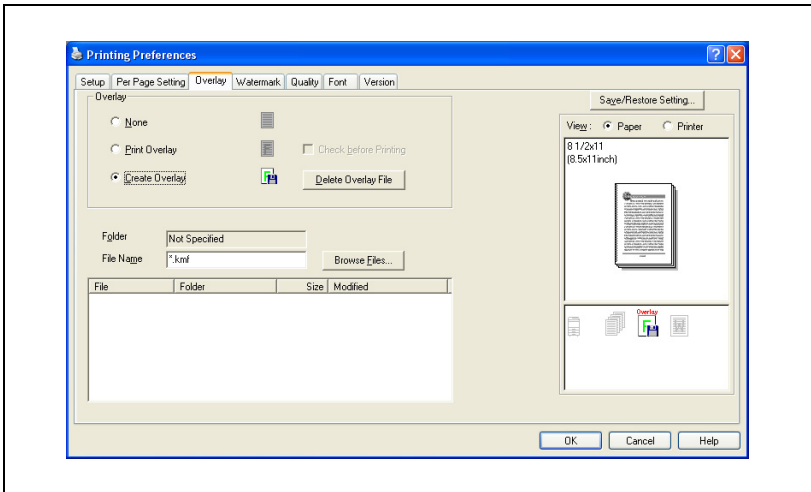 Printing Preferences
Setup Per Page Setting Overlay Watermark Quality Font Version
Overlay
None
Print Overlay
Check before Printing
Create Overlay
Delete Overlay File
Folder
Not Specified
File Name
*.kmf
Browse Files...
File Folder Size Modified
Save/Restore Setting...
View : Paper Printer
8 1/2x11
(8.5x11inch)
Overlay
OK Cancel Help